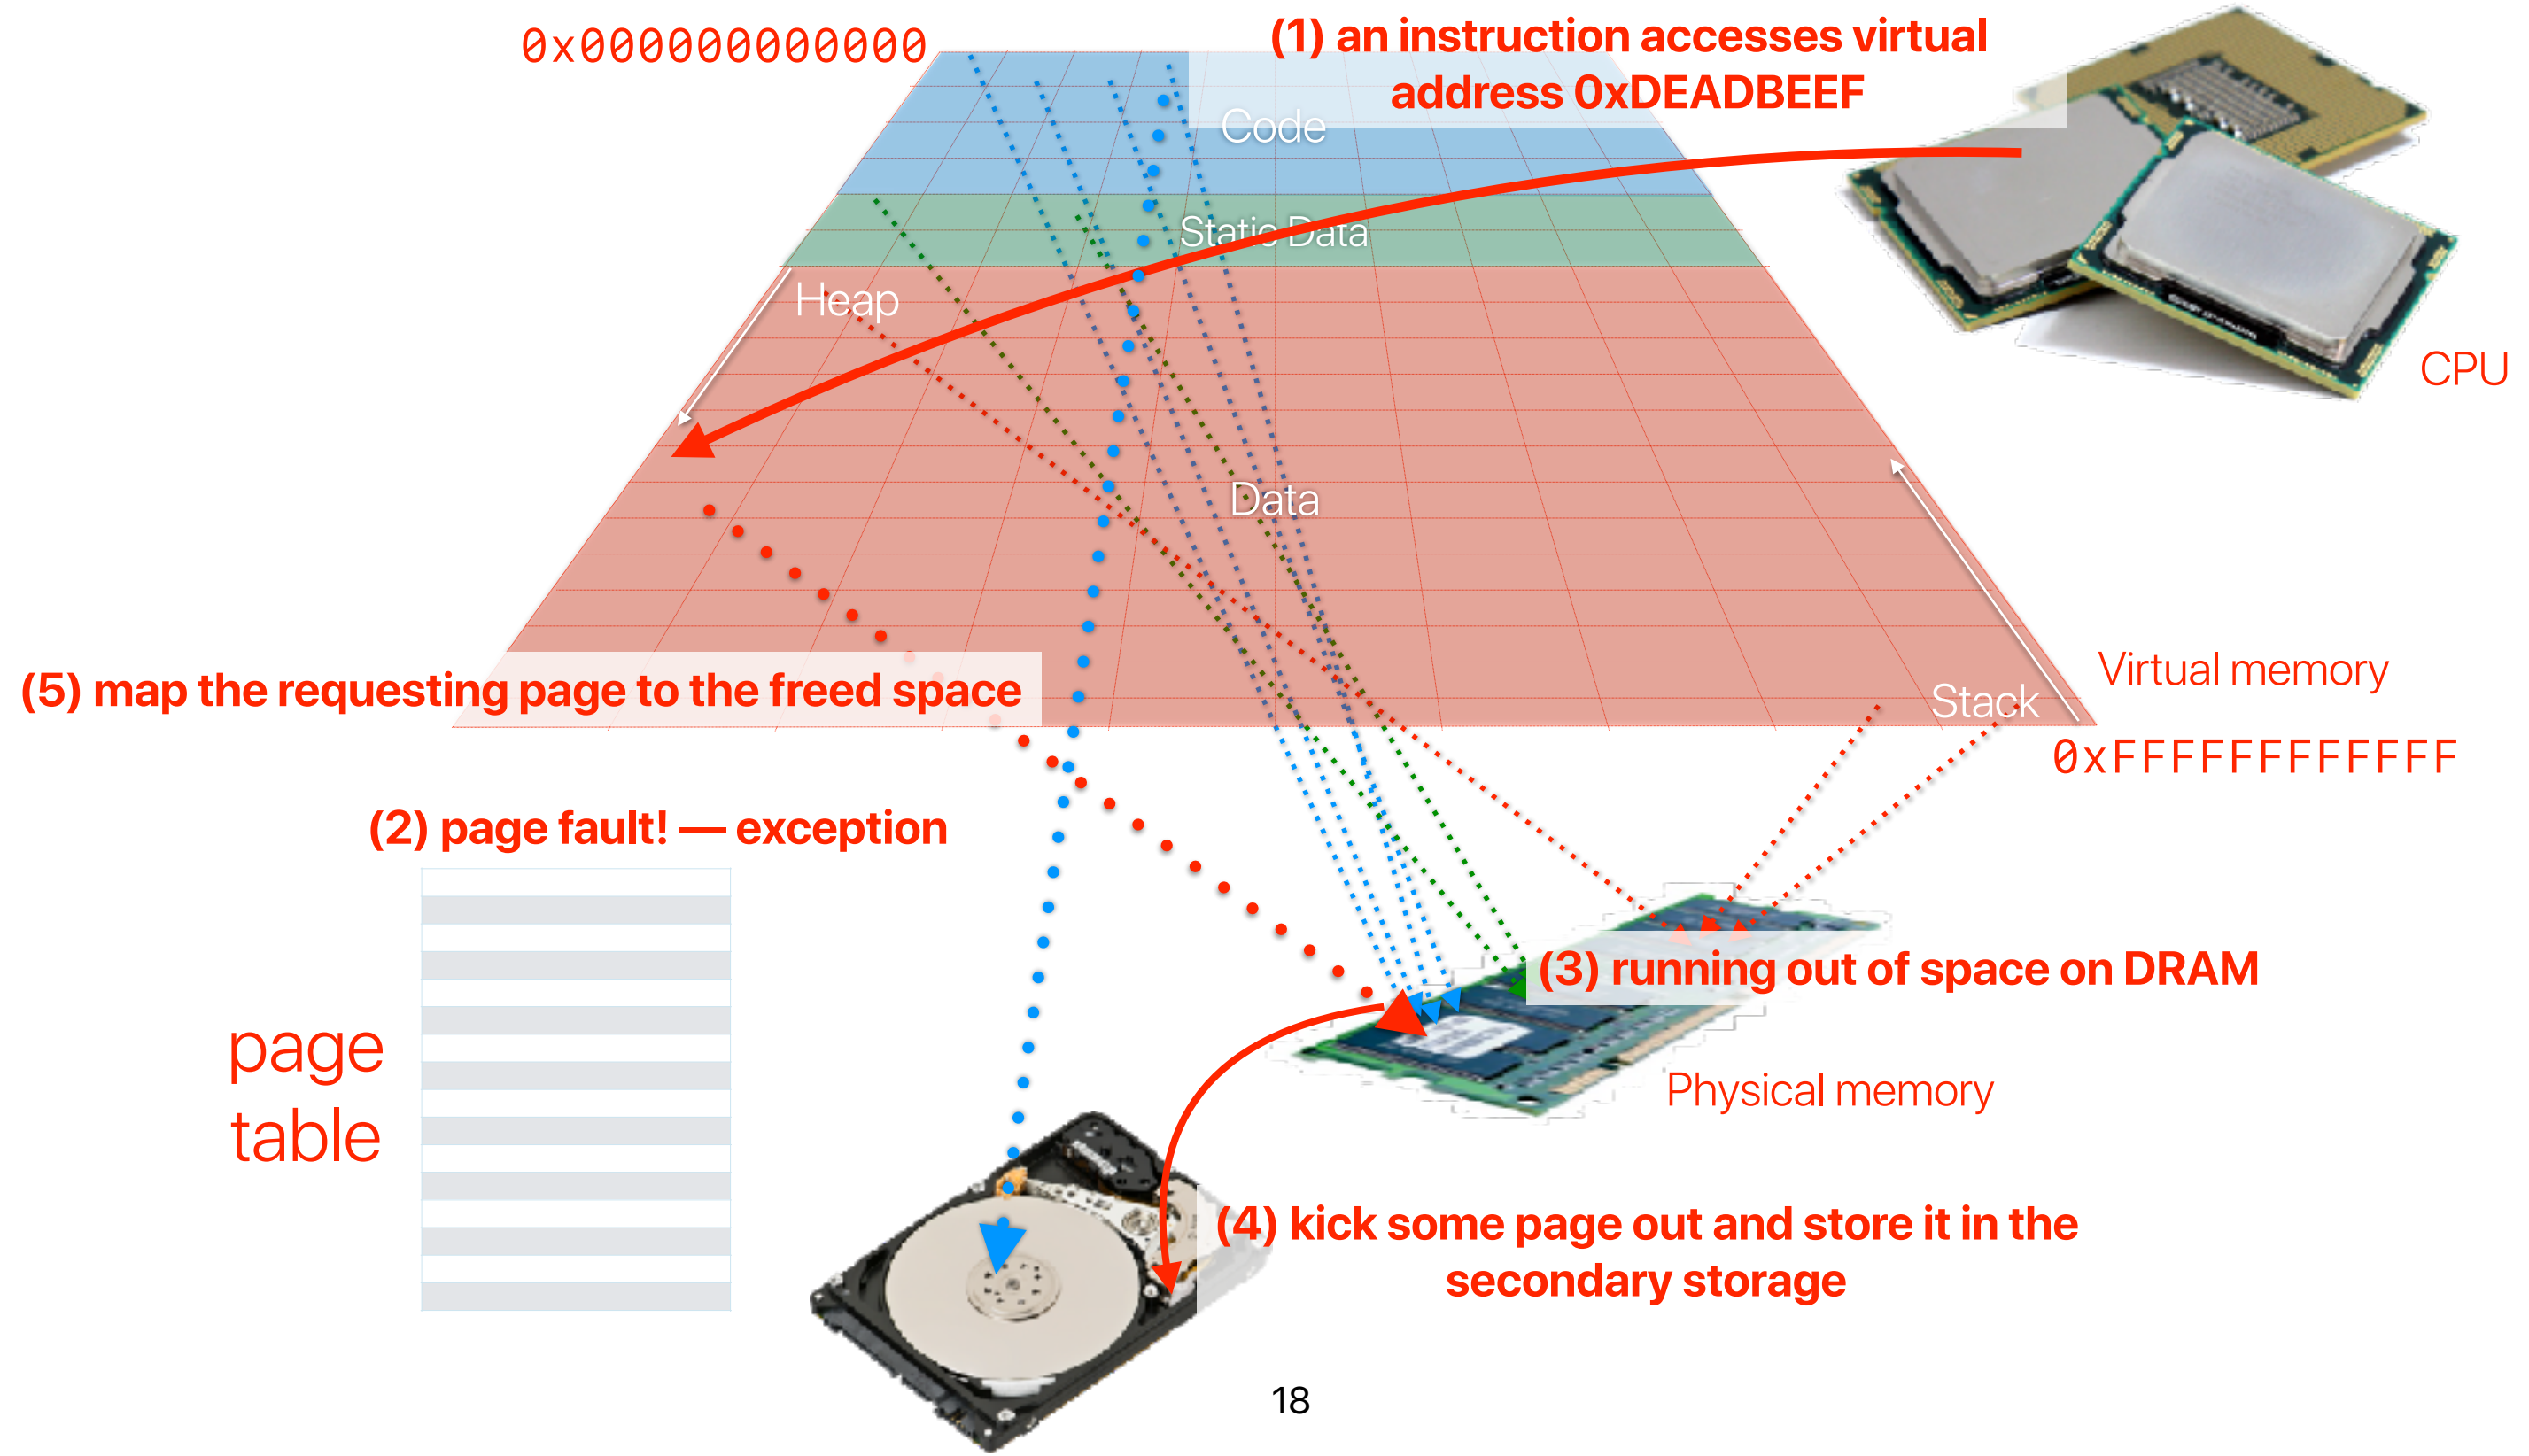 0x000000000000
(1) an instruction accesses virtual
address 0xDEADBEEF
Code
Static Data
Heap
CPU
Data
(5) map the requesting page to the freed space
Virtual memory
Stack
0xFFFFFFFFFFFF
(2) page fault! — exception
(3) running out of space on DRAM
page
table
Physical memory
(4) kick some page out and store it in the
secondary storage
18